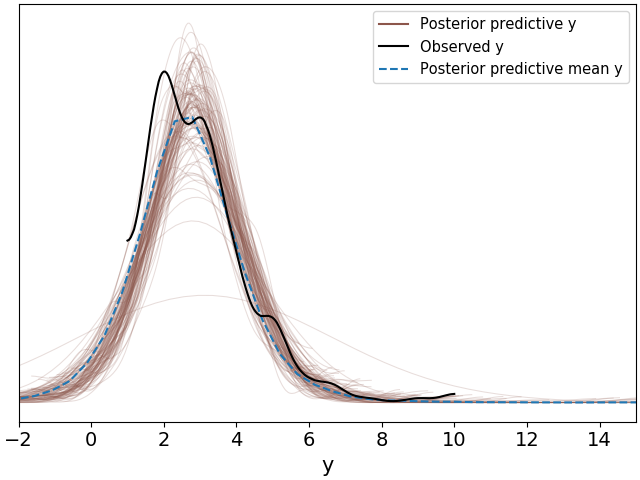 Posterior predictive y
Observed y
Posterior predictive mean y
−2 0 2 4 6 8 10 12 14
y